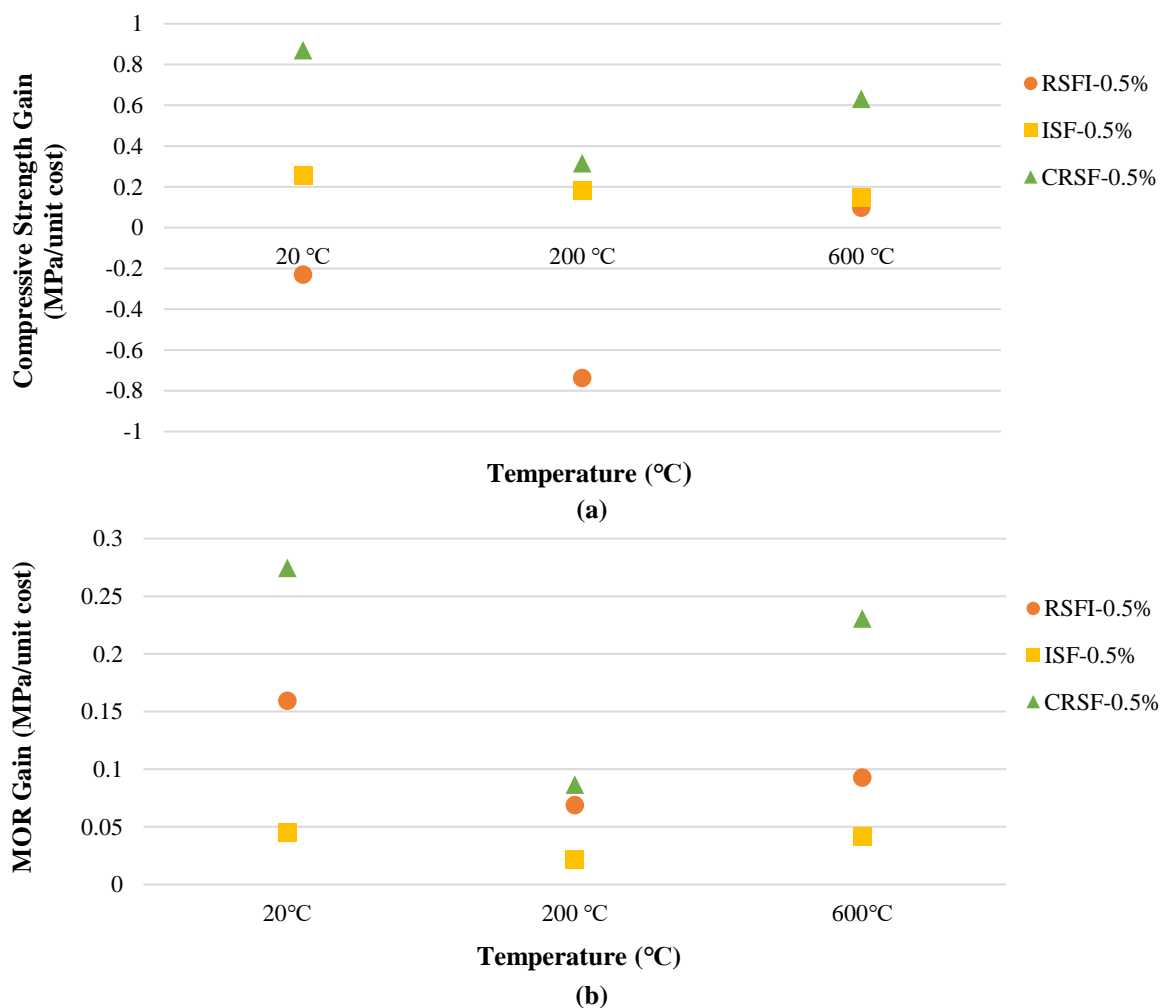 Compressive Strength Gain
(MPa/unit cost)
1
0.8
0.6
0.4
0.2
0
-0.2
-0.4
-0.6
-0.8
-1
20 °C
200 °C
600 °C
RSFI-0.5%
ISF-0.5%
CRSF-0.5%
Temperature (°C)
(a)
MOR Gain (MPa/unit cost)
0.3
0.25
0.2
0.15
0.1
0.05
0
20°C
200 °C
600°C
RSFI-0.5%
ISF-0.5%
CRSF-0.5%
Temperature (°C)
(b)